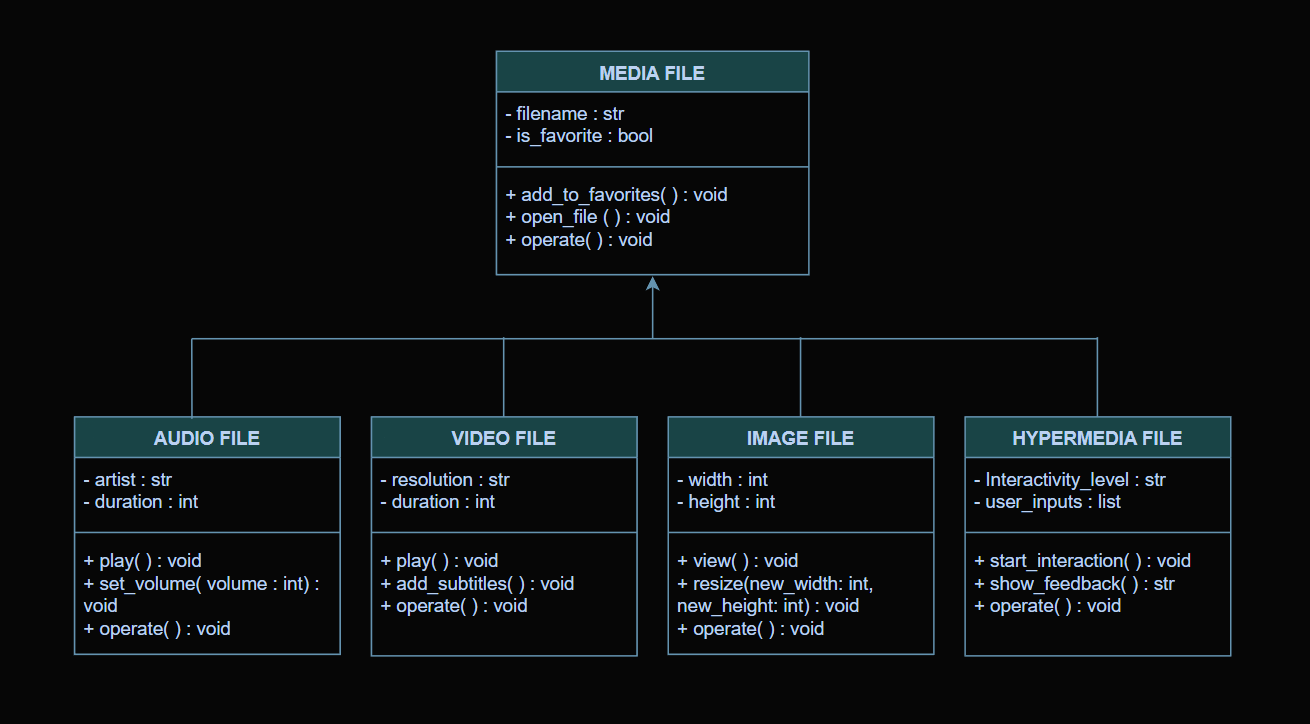 MEDIA FILE
- filename : str
- is_favorite : bool
+ add_to_favorites( ) : void
+ open_file ( ) : void
+ operate( ) : void
AUDIO FILE
- artist : str
- duration : int
+ play( ) : void
+ set_volume( volume : int) :
void
+ operate( ) : void
VIDEO FILE
- resolution : str
- duration : int
+ play( ) : void
+ add_subtitles( ) : void
+ operate( ) : void
IMAGE FILE
- width : int
- height : int
+ view( ) : void
+ resize(new_width: int,
new_height: int) : void
+ operate( ) : void
HYPERMEDIA FILE
- Interactivity_level : str
- user_inputs : list
+ start_interaction( ) : void
+ show_feedback( ) : str
+ operate( ) : void